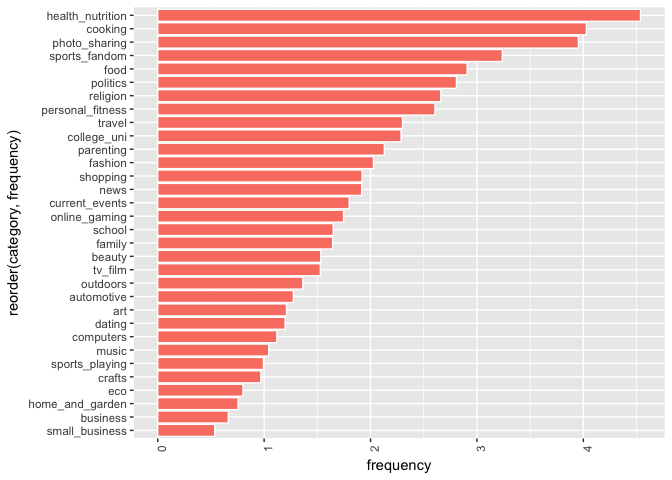 health_nutrition
cooking
photo_sharing
sports_fandom
food
politics
religion
personal_fitness
travel
college_uni
parenting
fashion
shopping
news
current_events
online_gaming
school
family
beauty
tv_film
outdoors
automotive
art
dating
computers
music
sports_playing
crafts
eco
home_and_garden
business
small_business
reorder(category, frequency)
0 1 2 3 4
frequency